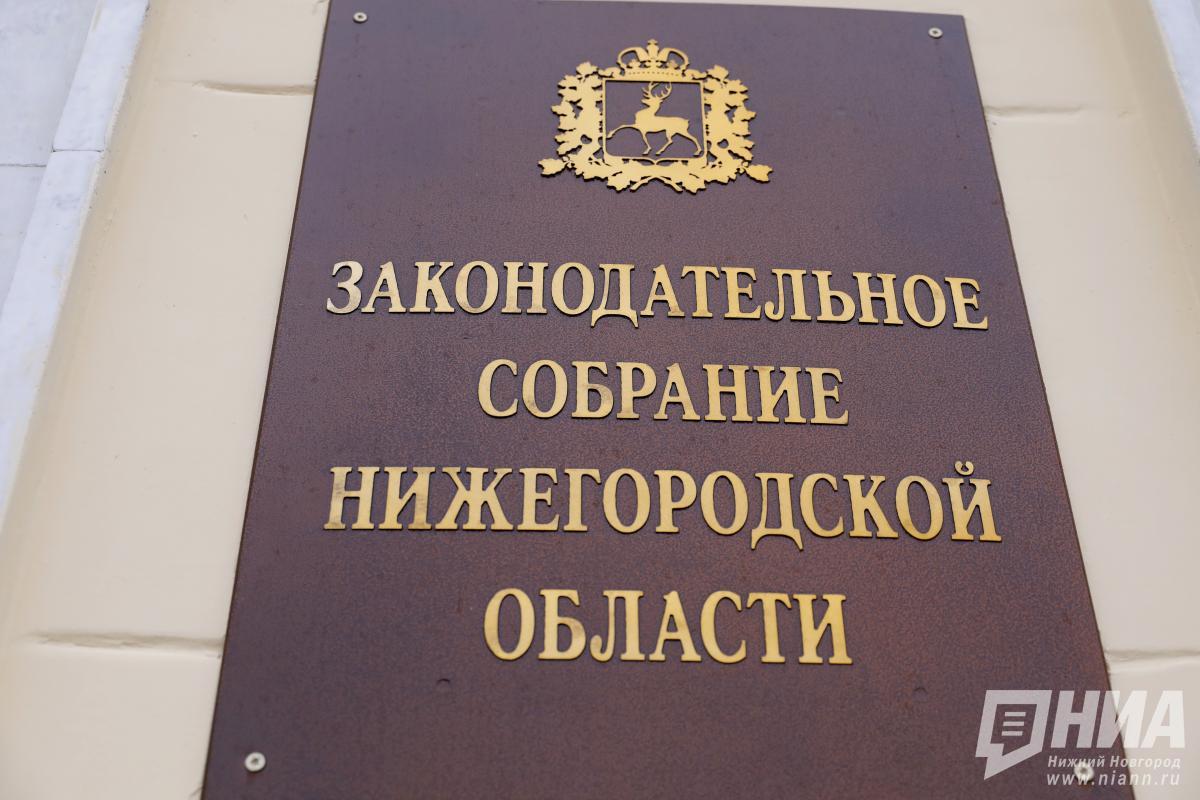 ЗАКОНОДАТЕЛЬНОЕ
СОБРАНИЕ
НИЖЕГОРОДСКОЙ
ОБЛАСТИ
НИА
Нижний Новгород
www.niann.ru